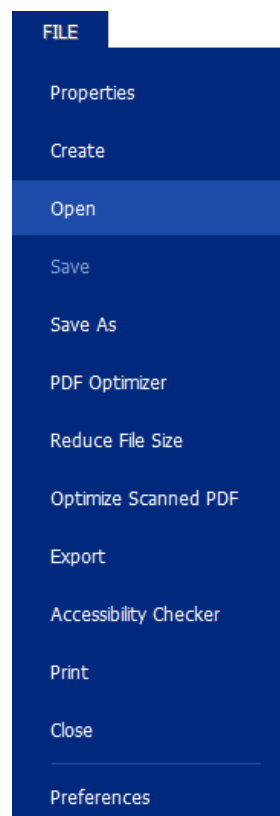 FILE
Properties
Create
Open
Save
Save As
PDF Optimizer
Reduce File Size
Optimize Scanned PDF
Export
Accessibility Checker
Print
Close
Preferences